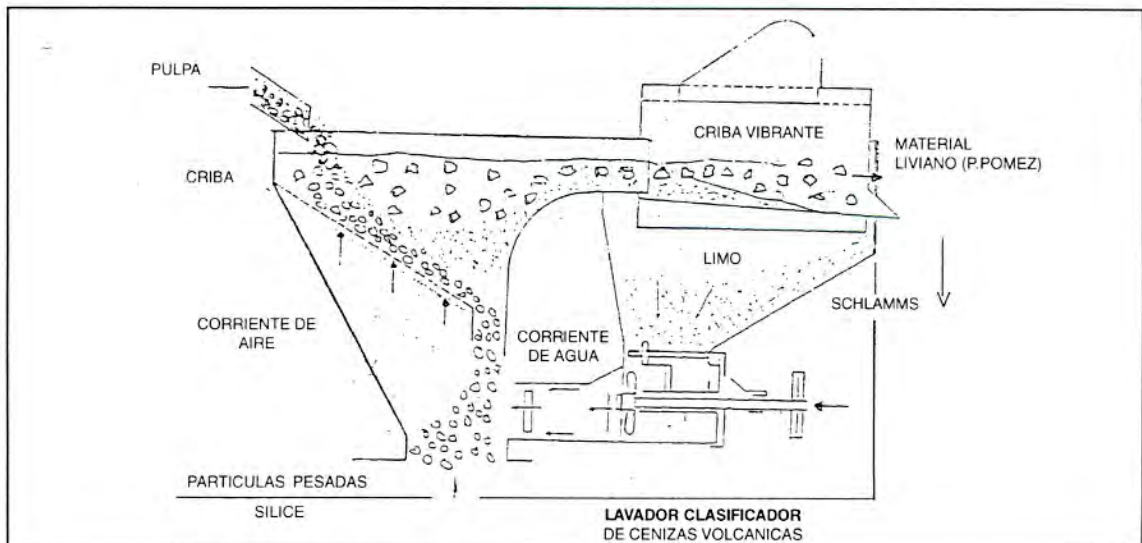 PULPA
CRIBA VIBRANTE
MATERIAL
LIVIANO (P.POMEZ)
CRIBA
LIMO
SCHLAMMS
CORRIENTE DE
AIRE
CORRIENTE
DE AGUA
PARTICULAS PESADAS
SILICE
LAVADOR CLASIFICADOR
DE CENIZAS VOLCANICAS